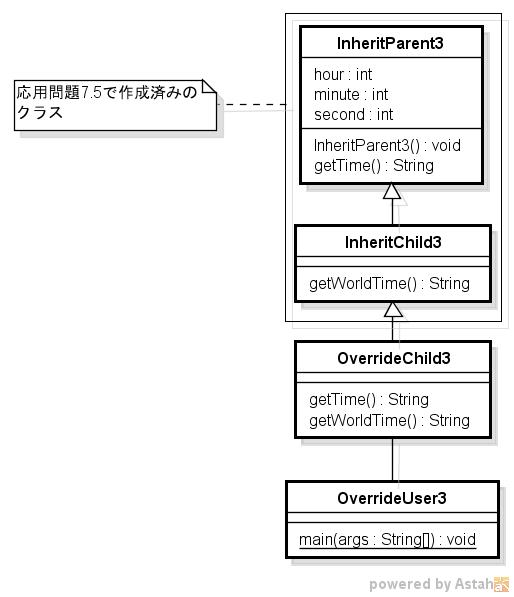 InheritParent3
hour : int
minute : int
second : int
InheritParent3() : void
getTime() : String
応用問題7.5で作成済みの
クラス
InheritChild3
getWorldTime() : String
OverrideChild3
getTime() : String
getWorldTime() : String
OverrideUser3
main(args : String[]) : void
powered by Astah